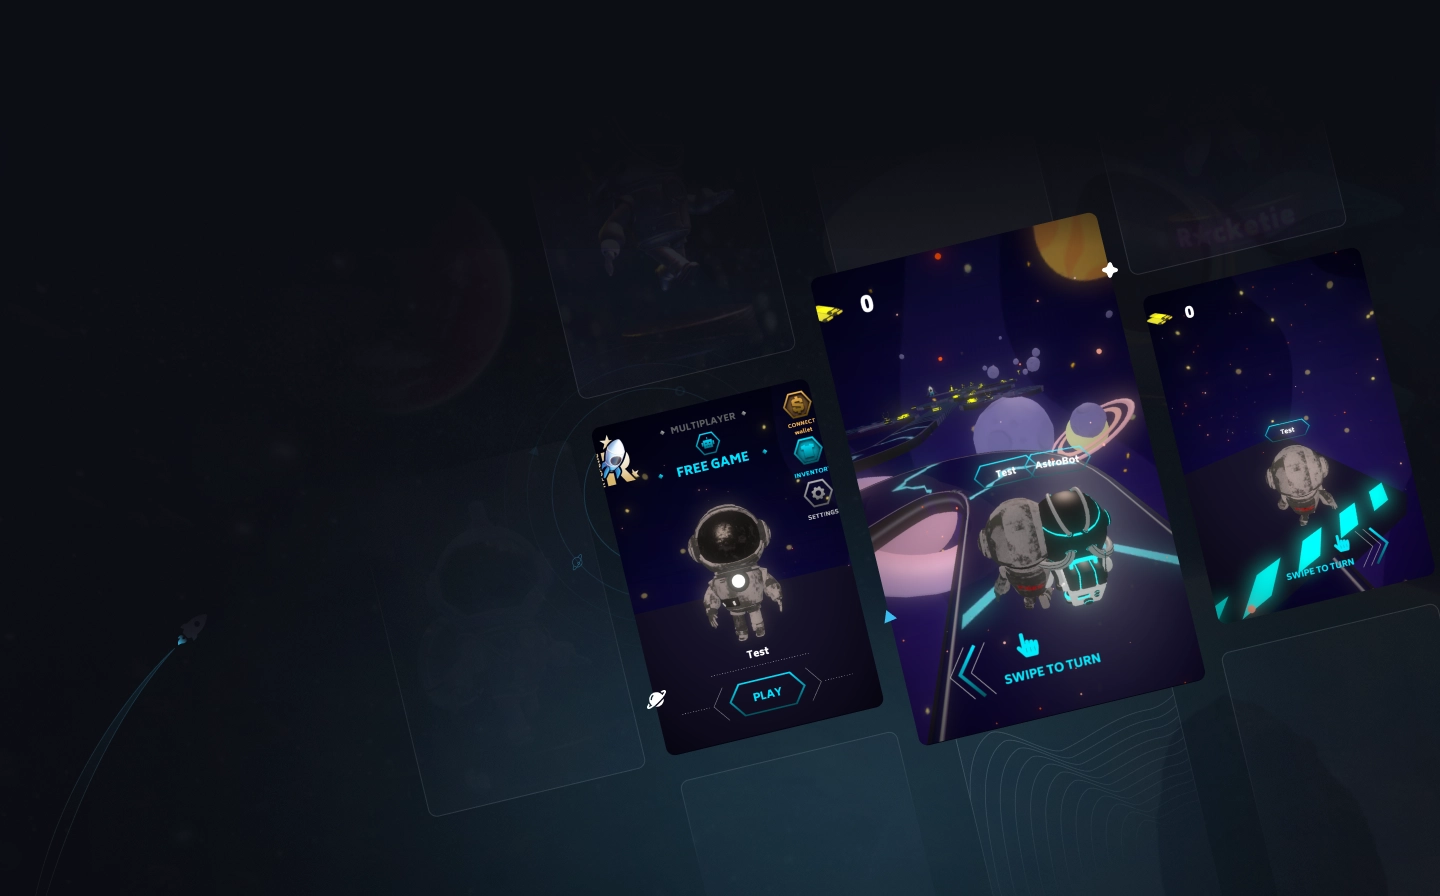 Rocketie
MULTIPLAYER
FREE GAME
CONNECT
wallet
INVENTORY
SETTINGS
Test
PLAY
0
Test
AstroBot
SWIPE TO TURN
0
Test
SWIPE TO TURN